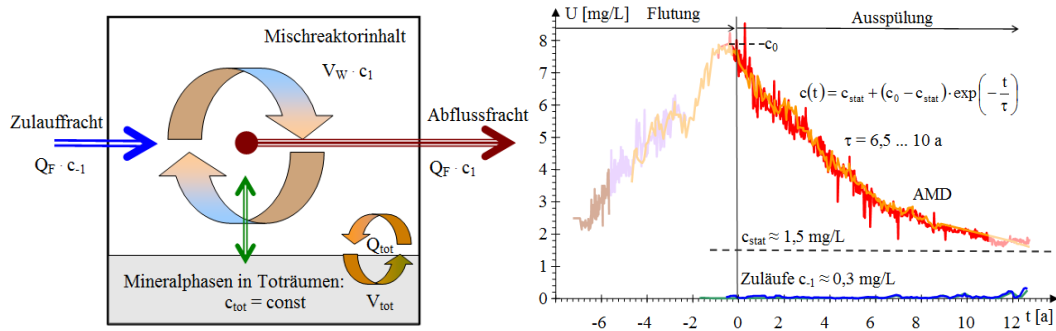 Mischreaktorinhalt
V_W · c_1
Zulauffracht
Q_F · c_-1
Abflussfracht
Q_F · c_1
Q_tot
Mineralphasen in Toträumen:
c_tot = const
V_tot
U [mg/L] Flutung Ausspülung
8
7
6
5
4
3
2
1
0
c_0
c(t) = c_stat + (c_0 − c_stat) · exp(−t/τ)
τ = 6,5 ... 10 a
AMD
c_stat ≈ 1,5 mg/L
Zuläufe c_-1 ≈ 0,3 mg/L
-6 -4 -2 0 2 4 6 8 10 12 t [a]